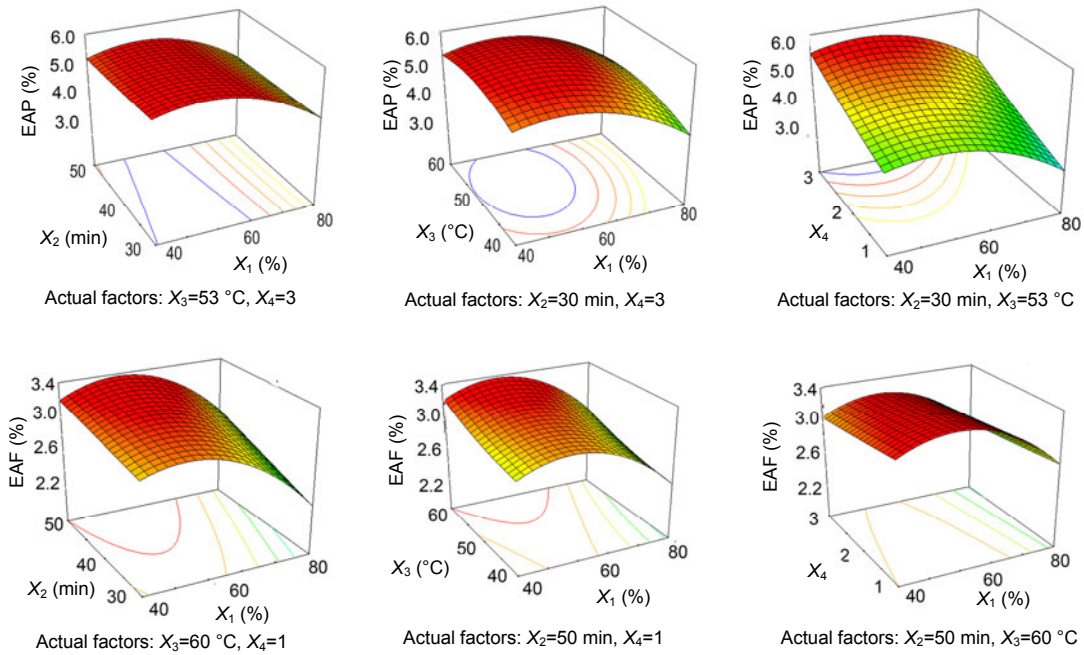 6.0
5.0
4.0
3.0
EAP (%)
50
40
30
X2 (min)
40
60
80
X1 (%)
Actual factors: X3=53 °C, X4=3
6.0
5.0
4.0
3.0
EAP (%)
60
50
40
X3 (°C)
40
60
80
X1 (%)
Actual factors: X2=30 min, X4=3
6.0
5.0
4.0
3.0
EAP (%)
3
2
1
X4
40
60
80
X1 (%)
Actual factors: X2=30 min, X3=53 °C
3.4
3.0
2.6
2.2
EAF (%)
50
40
30
X2 (min)
40
60
80
X1 (%)
Actual factors: X3=60 °C, X4=1
3.4
3.0
2.6
2.2
EAF (%)
60
50
40
X3 (°C)
40
60
80
X1 (%)
Actual factors: X2=50 min, X4=1
3.4
3.0
2.6
2.2
EAF (%)
3
2
1
X4
40
60
80
X1 (%)
Actual factors: X2=50 min, X3=60 °C